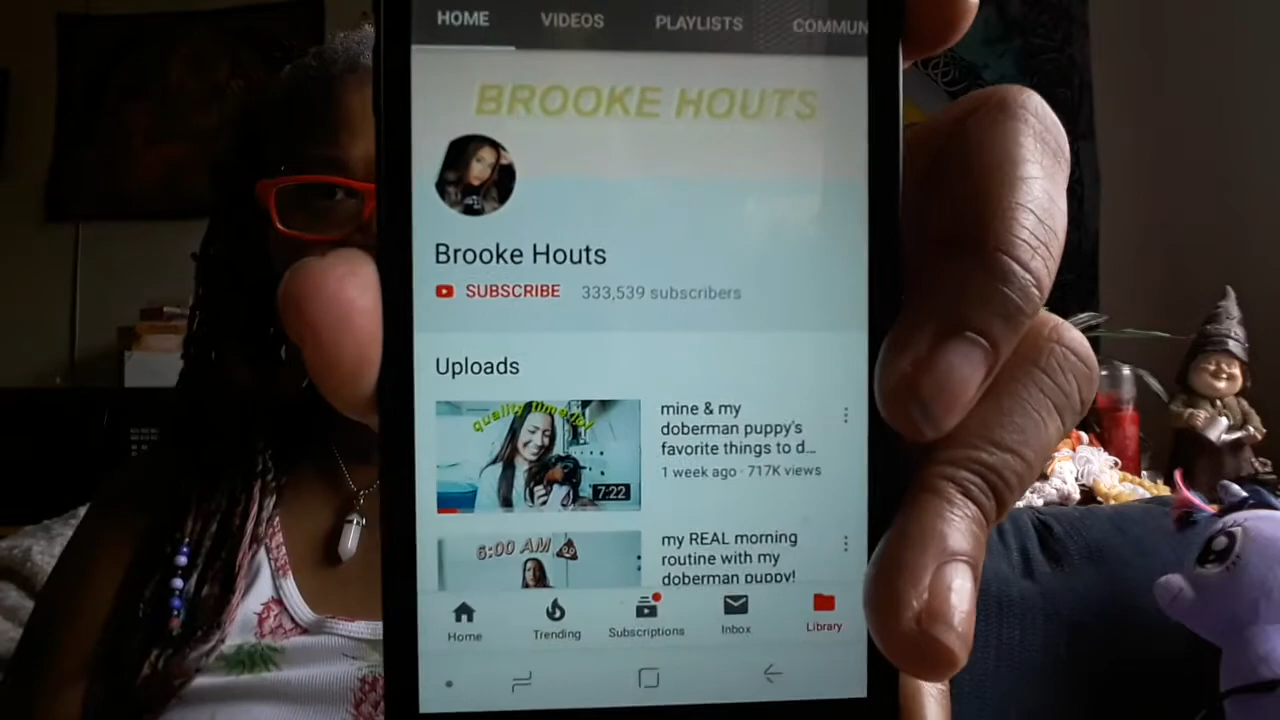 HOME VIDEOS PLAYLISTS COMMUN
BROOKE HOUTS
Brooke Houts
SUBSCRIBE 333,539 subscribers
Uploads
quality time :)
7:22
mine & my
doberman puppy's
favorite things to d...
1 week ago · 717K views
6:00 AM
my REAL morning
routine with my
doberman puppy!
Home Trending Subscriptions Inbox Library